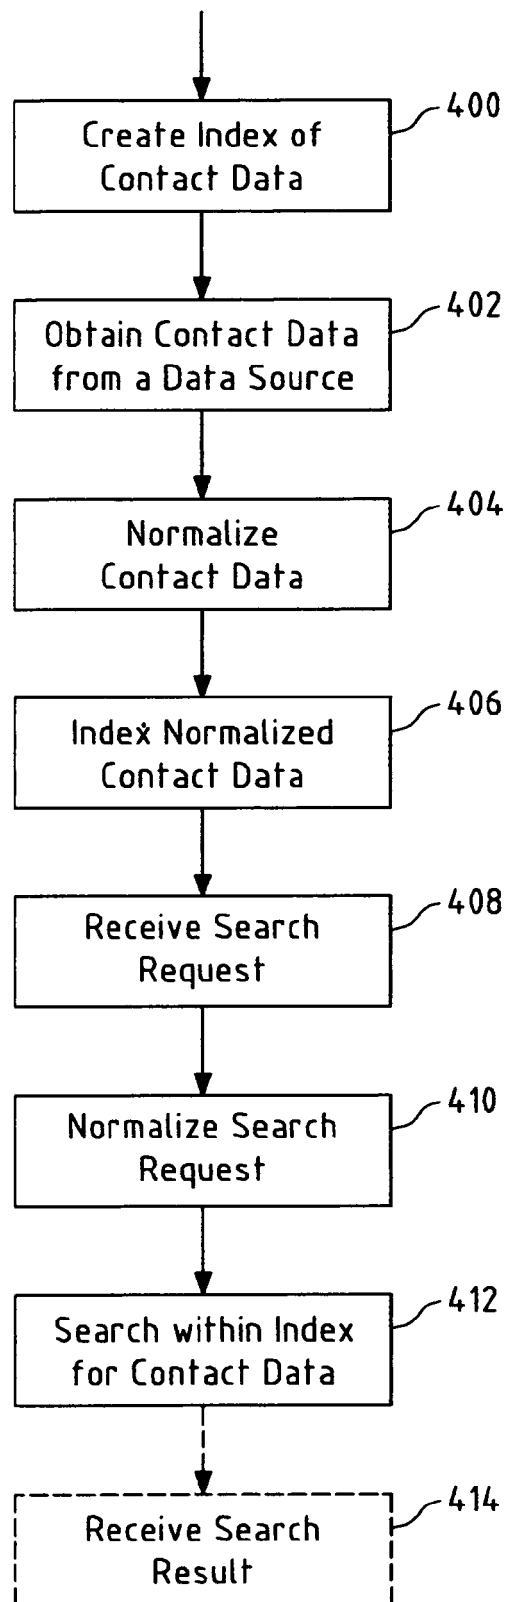 400
Create Index of
Contact Data
402
Obtain Contact Data
from a Data Source
404
Normalize
Contact Data
406
Index Normalized
Contact Data
408
Receive Search
Request
410
Normalize Search
Request
412
Search within Index
for Contact Data
414
Receive Search
Result